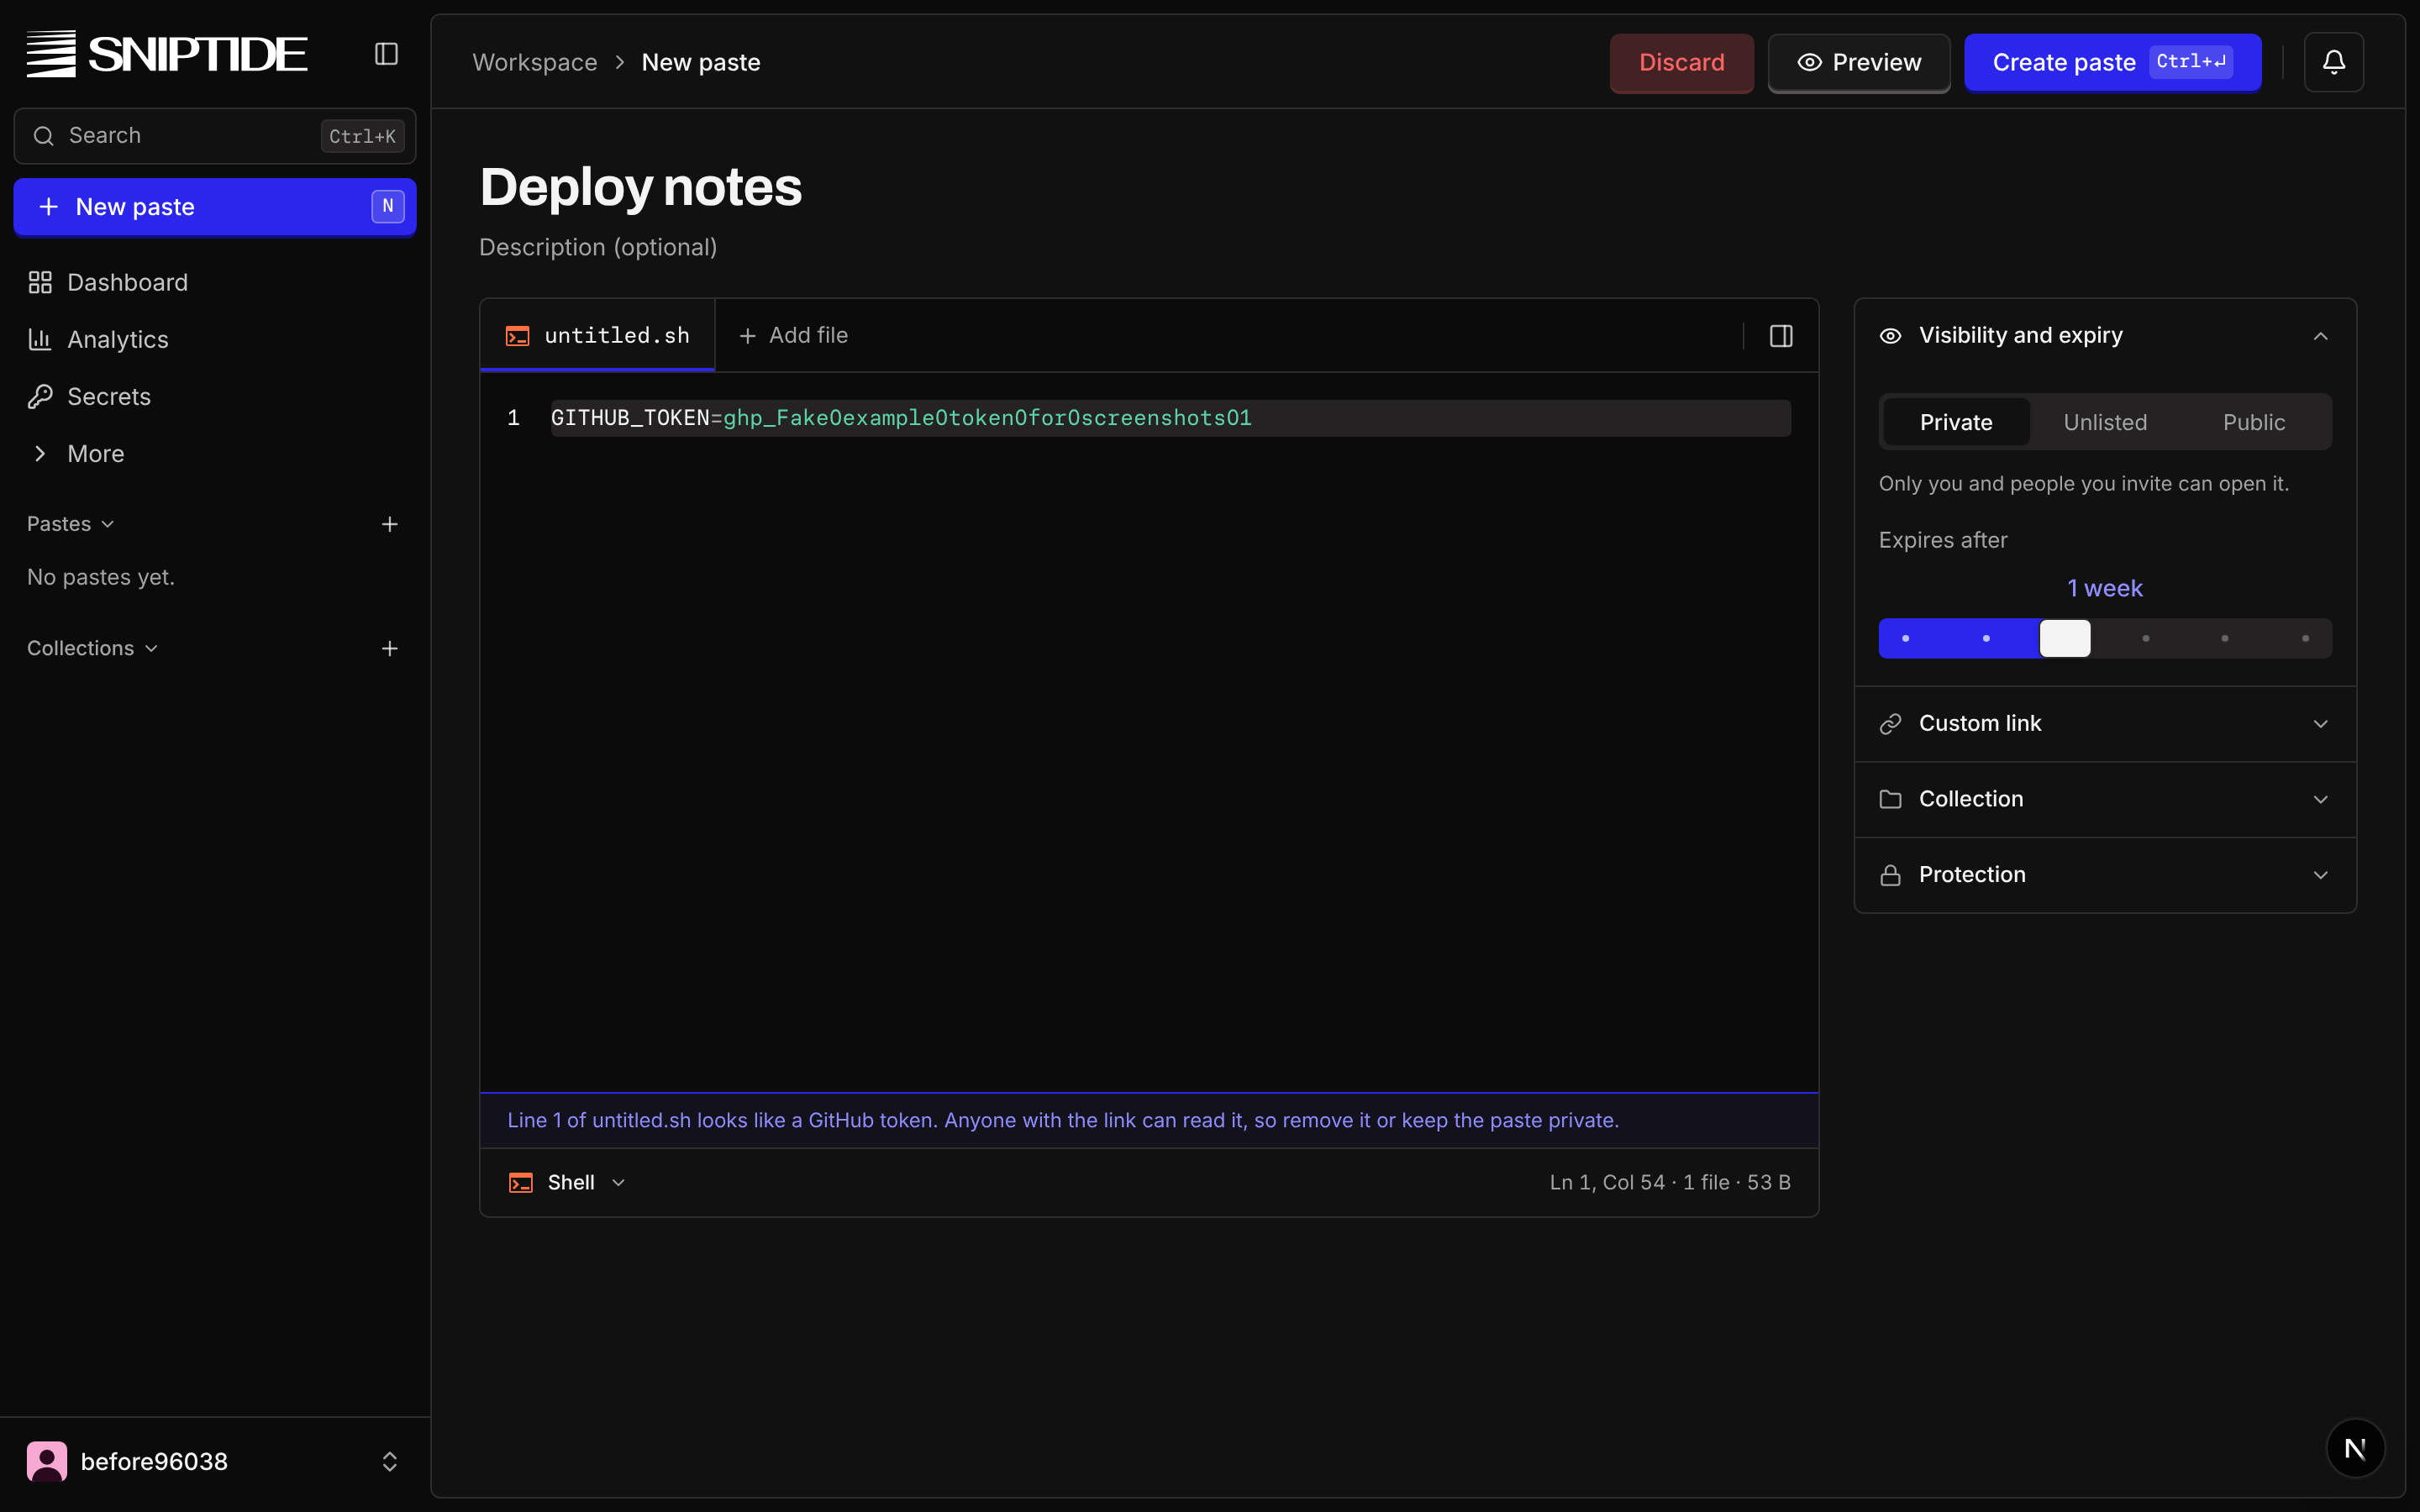 SNIPTIDE
Search Ctrl+K
New paste N
Dashboard
Analytics
Secrets
More
Pastes
No pastes yet.
Collections
before96038
Workspace > New paste
Discard
Preview
Create paste Ctrl+↵
Deploy notes
Description (optional)
untitled.sh
+ Add file
1 GITHUB_TOKEN=ghp_Fake0example0token0for0screenshots01
Line 1 of untitled.sh looks like a GitHub token. Anyone with the link can read it, so remove it or keep the paste private.
Shell
Ln 1, Col 54 · 1 file · 53 B
Visibility and expiry
Private Unlisted Public
Only you and people you invite can open it.
Expires after
1 week
Custom link
Collection
Protection
N